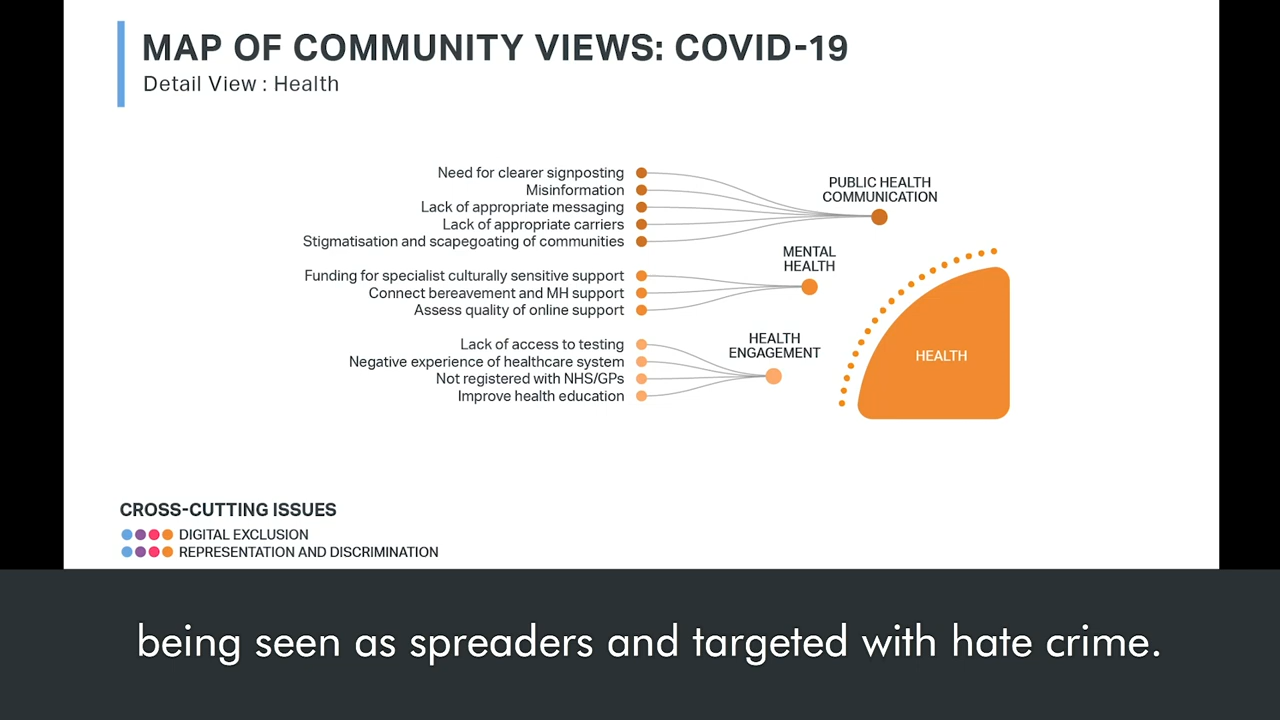 MAP OF COMMUNITY VIEWS: COVID-19
Detail View : Health
Need for clearer signposting
Misinformation
Lack of appropriate messaging
Lack of appropriate carriers
Stigmatisation and scapegoating of communities
PUBLIC HEALTH
COMMUNICATION
Funding for specialist culturally sensitive support
Connect bereavement and MH support
Assess quality of online support
MENTAL
HEALTH
Lack of access to testing
Negative experience of healthcare system
Not registered with NHS/GPs
Improve health education
HEALTH
ENGAGEMENT
HEALTH
CROSS-CUTTING ISSUES
DIGITAL EXCLUSION
REPRESENTATION AND DISCRIMINATION
being seen as spreaders and targeted with hate crime.